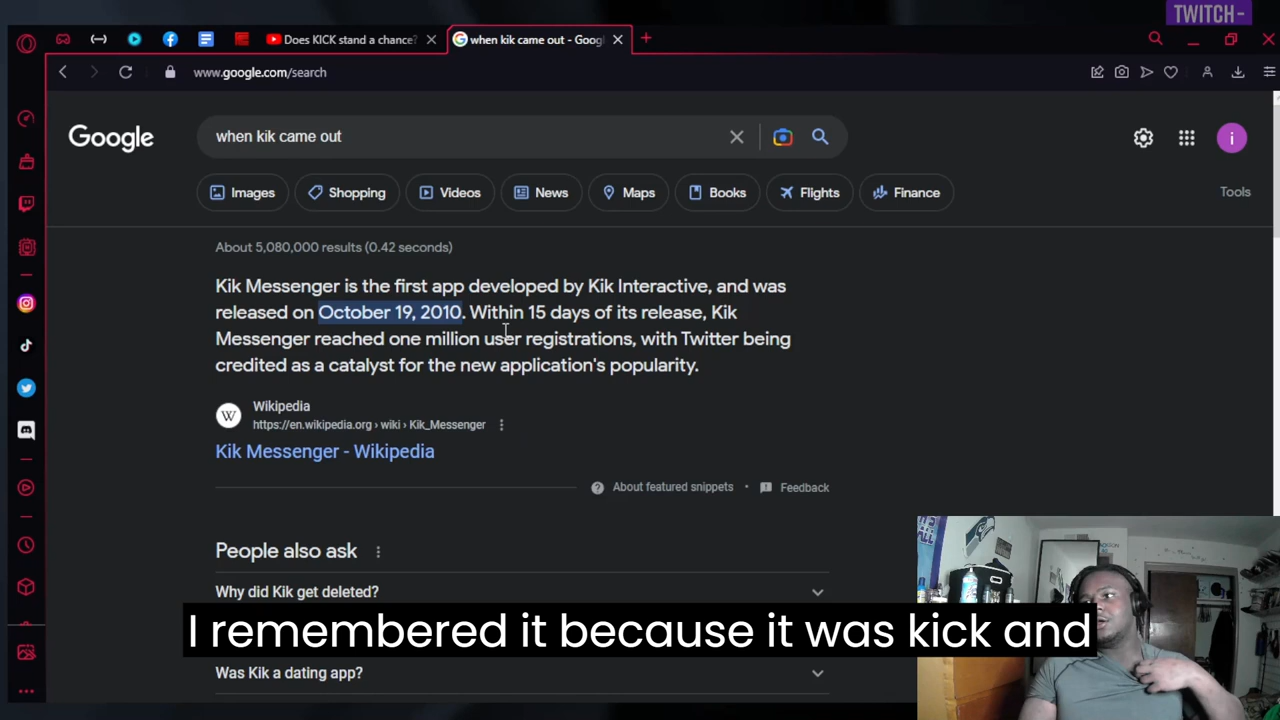 TWITCH-
Does KICK stand a chance?
when kik came out - Goog
www.google.com/search
Google
when kik came out
i
Images
Shopping
Videos
News
Maps
Books
Flights
Finance
Tools
About 5,080,000 results (0.42 seconds)
Kik Messenger is the first app developed by Kik Interactive, and was
released on October 19, 2010. Within 15 days of its release, Kik
Messenger reached one million user registrations, with Twitter being
credited as a catalyst for the new application's popularity.
W
Wikipedia
https://en.wikipedia.org › wiki › Kik_Messenger
Kik Messenger - Wikipedia
About featured snippets
•
Feedback
People also ask
Why did Kik get deleted?
I remembered it because it was kick and
Was Kik a dating app?